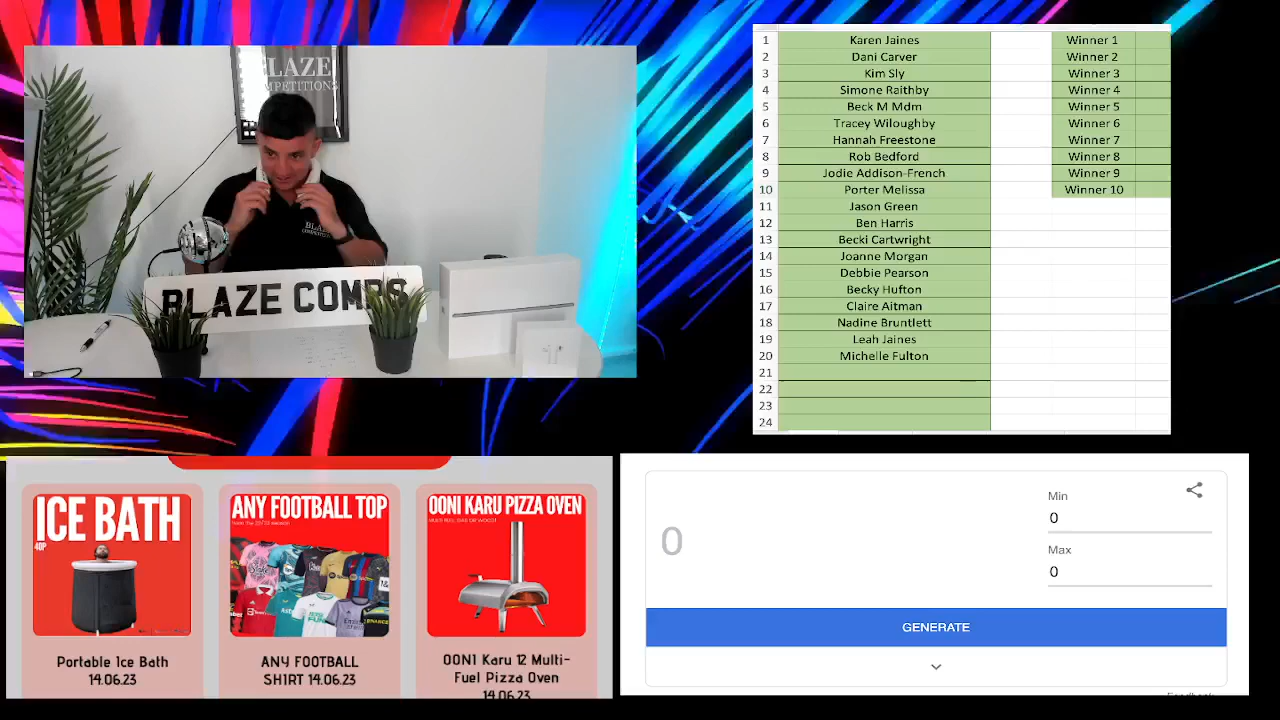 BLAZE
COMPETITIONS
BLAZE
BLAZE COMPS
1 Karen Jaines Winner 1
2 Dani Carver Winner 2
3 Kim Sly Winner 3
4 Simone Raithby Winner 4
5 Beck M Mdm Winner 5
6 Tracey Wiloughby Winner 6
7 Hannah Freestone Winner 7
8 Rob Bedford Winner 8
9 Jodie Addison-French Winner 9
10 Porter Melissa Winner 10
11 Jason Green
12 Ben Harris
13 Becki Cartwright
14 Joanne Morgan
15 Debbie Pearson
16 Becky Hufton
17 Claire Aitman
18 Nadine Bruntlett
19 Leah Jaines
20 Michelle Fulton
21
22
23
24
ICE BATH
40P
Portable Ice Bath
14.06.23
ANY FOOTBALL TOP
ANY FOOTBALL
SHIRT 14.06.23
OONI KARU PIZZA OVEN
OONI Karu 12 Multi-
Fuel Pizza Oven
14.06.23
0
Min
0
Max
0
GENERATE
Feedback